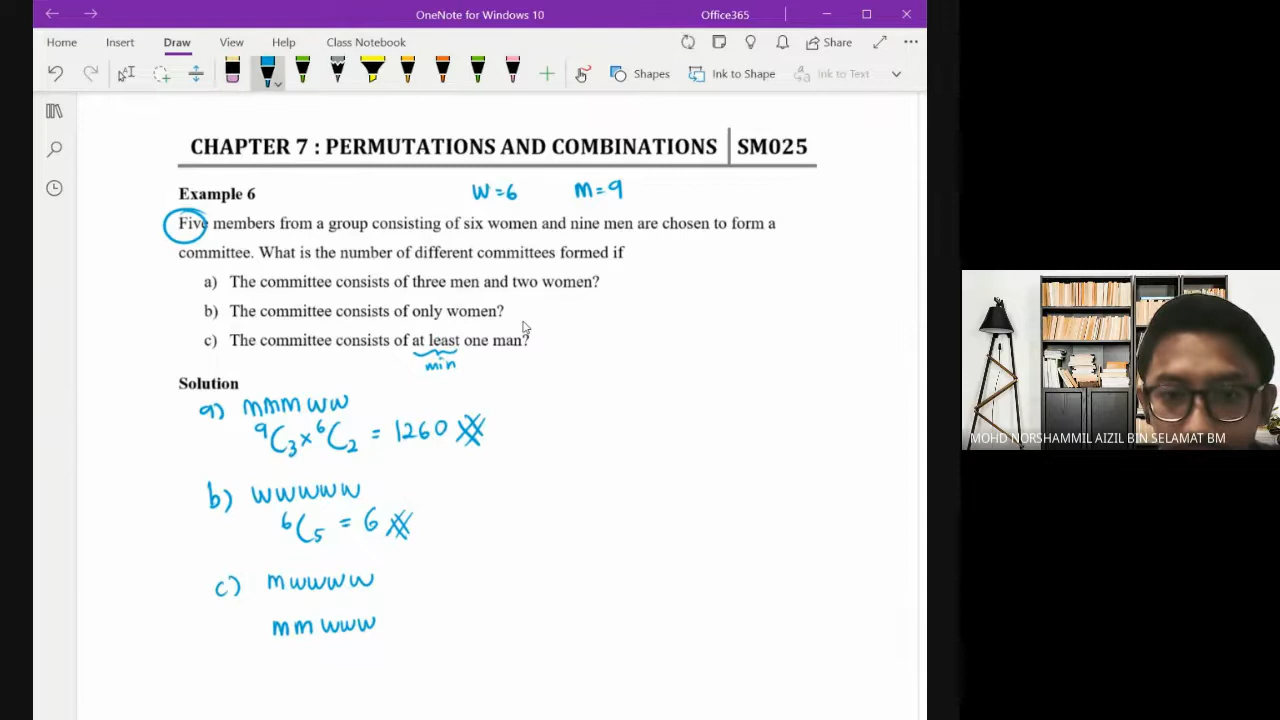 OneNote for Windows 10
Office365
Home Insert Draw View Help Class Notebook
Share
Shapes
Ink to Shape
Ink to Text
CHAPTER 7 : PERMUTATIONS AND COMBINATIONS | SM025
Example 6
W = 6 M = 9
Five members from a group consisting of six women and nine men are chosen to form a
committee. What is the number of different committees formed if
a) The committee consists of three men and two women?
b) The committee consists of only women?
c) The committee consists of at least one man?
min
Solution
a) MMMWW
⁹C₃ × ⁶C₂ = 1260
b) WWWWW
⁶C₅ = 6
c) MWWWW
MMWWW
MOHD NORSHAMMIL AIZIL BIN SELAMAT BM